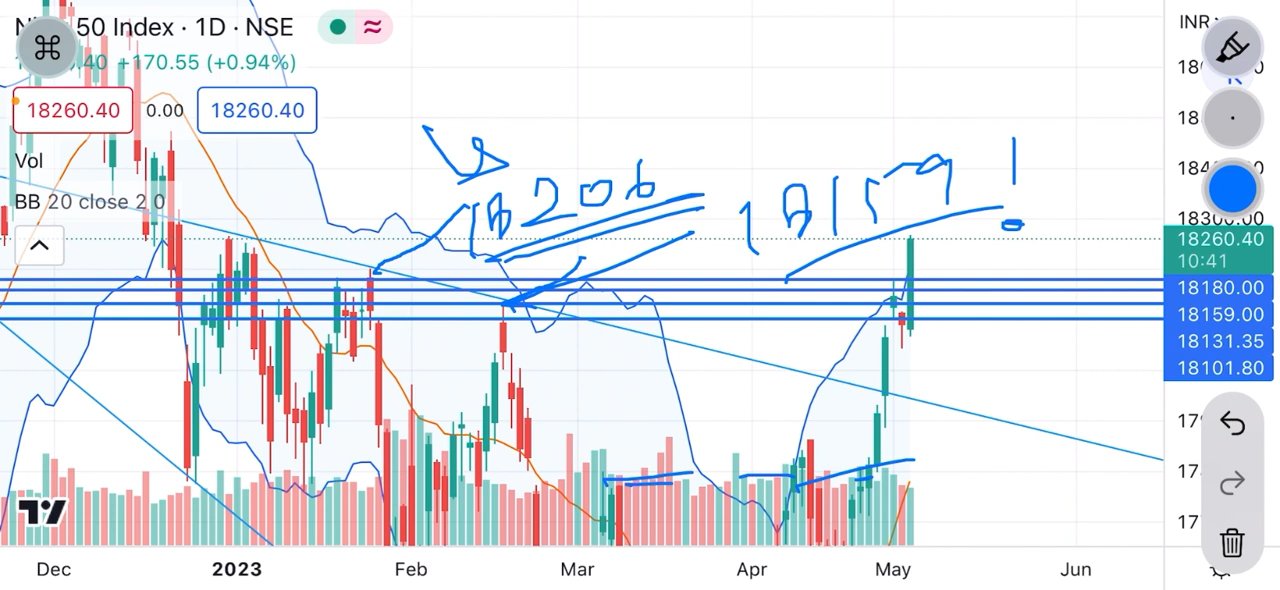 50 Index · 1D · NSE
INR
+170.55 (+0.94%)
18260.40 0.00 18260.40
Vol
BB 20 close 2 0
18206
18159 !
18300.00
18260.40
10:41
18180.00
18159.00
18131.35
18101.80
Dec 2023 Feb Mar Apr May Jun